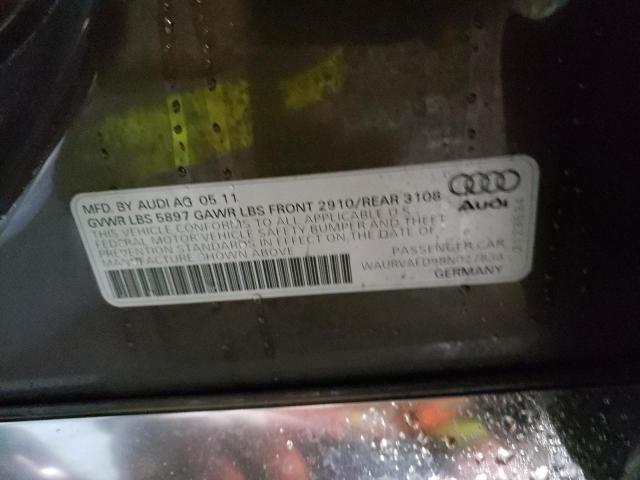 MFD. BY AUDI AG 05 11
GVWR LBS 5897 GAWR LBS FRONT 2910/REAR 3108
THIS VEHICLE CONFORMS TO ALL APPLICABLE U.S.
FEDERAL MOTOR VEHICLE SAFETY BUMPER AND THEFT
PREVENTION STANDARDS IN EFFECT ON THE DATE OF
MANUFACTURE SHOWN ABOVE
PASSENGER CAR
GERMANY
Audi